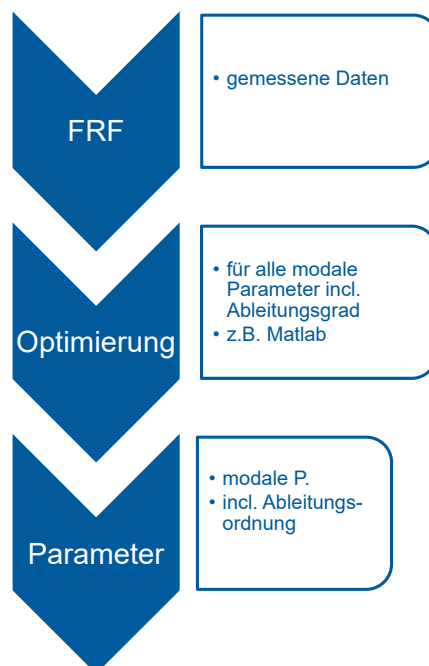 FRF
• gemessene Daten
Optimierung
• für alle modale
Parameter incl.
Ableitungsgrad
• z.B. Matlab
Parameter
• modale P.
• incl. Ableitungs-
ordnung